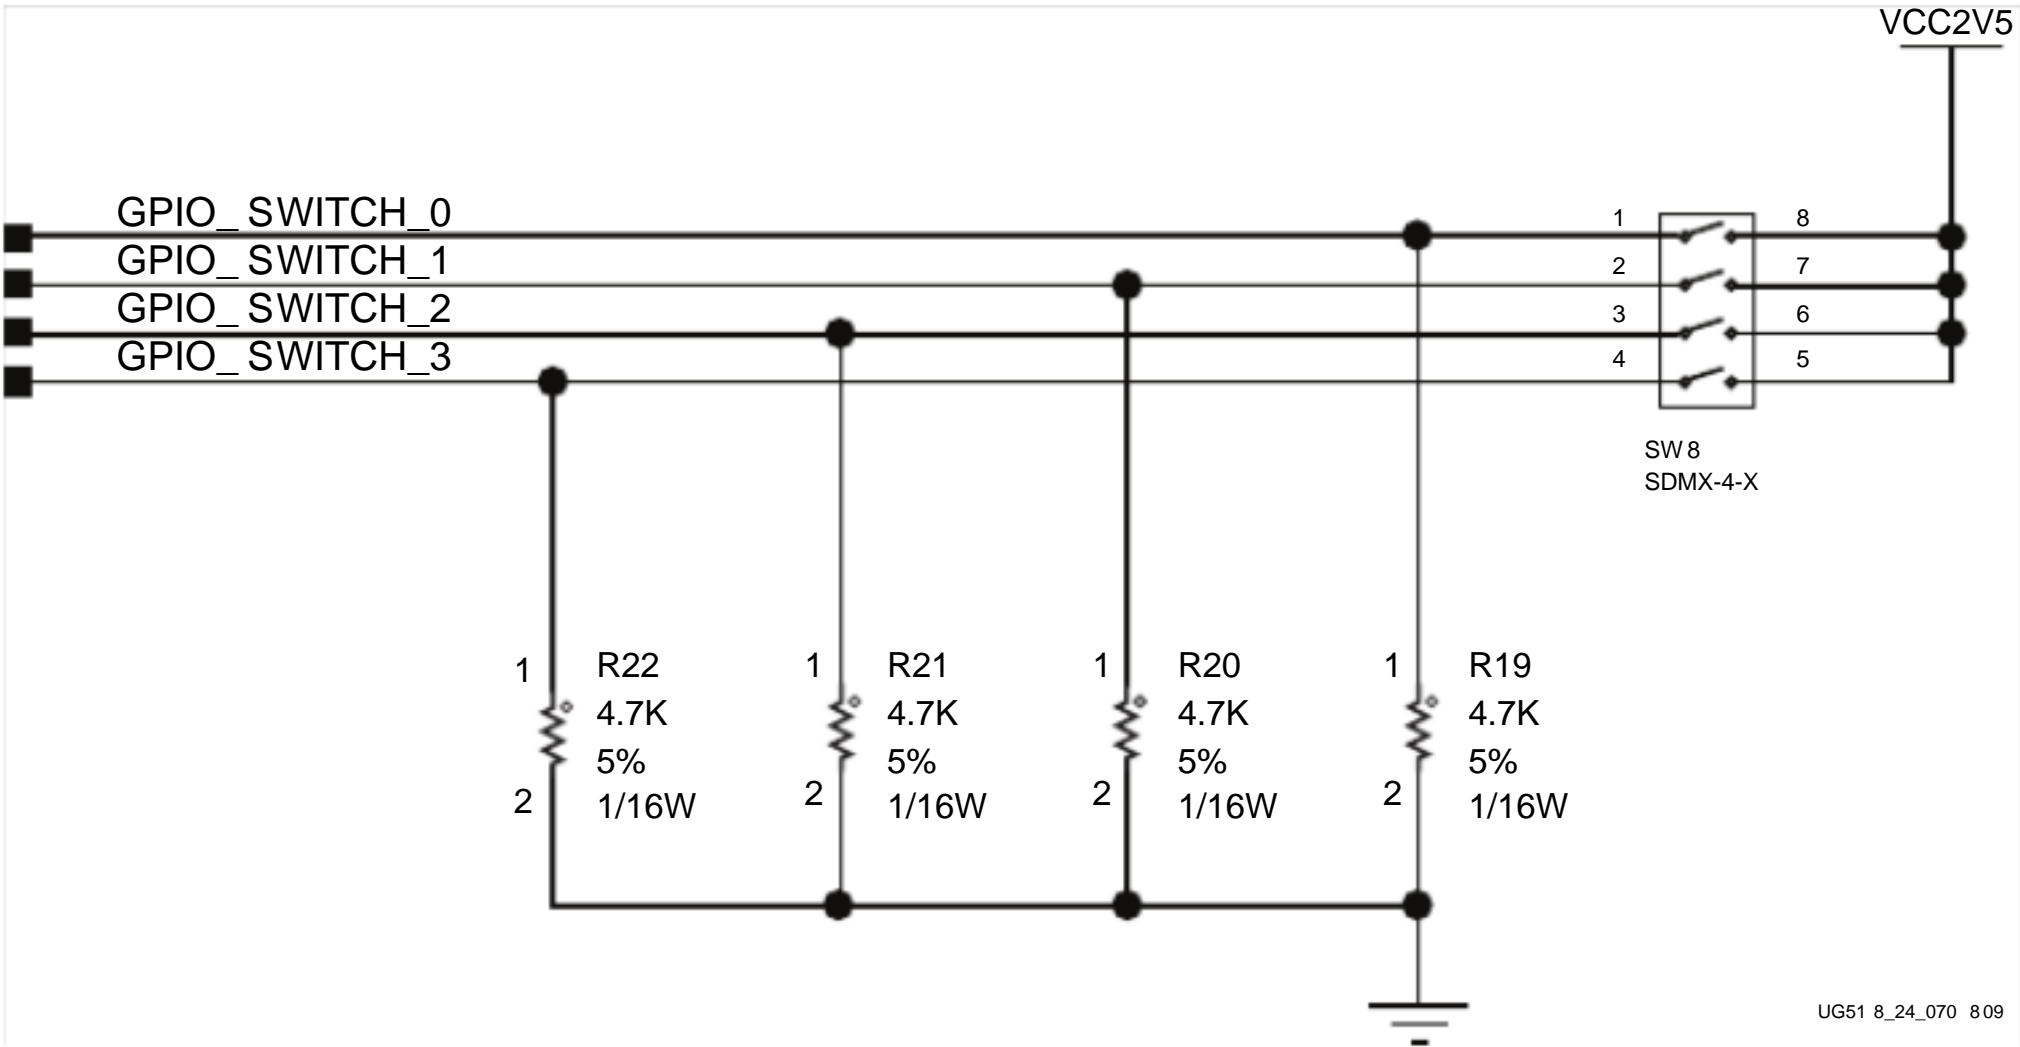 VCC2V5
GPIO_ SWITCH_0
1 8
GPIO_ SWITCH_1
2 7
GPIO_ SWITCH_2
3 6
GPIO_ SWITCH_3
4 5
SW 8
SDMX-4-X
1 R22 1 R21 1 R20 1 R19
4.7K 4.7K 4.7K 4.7K
5% 5% 5% 5%
2 1/16W 2 1/16W 2 1/16W 2 1/16W
UG51 8_24_070 8 09